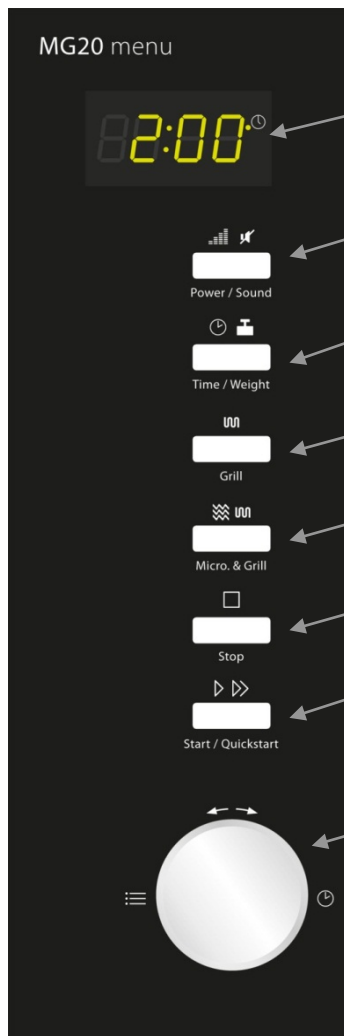 MG20 menu
2:00
Power / Sound
Time / Weight
Grill
Micro. & Grill
Stop
Start / Quickstart